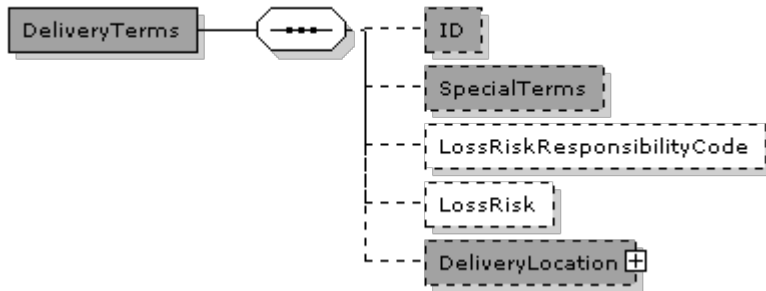 DeliveryTerms
ID
SpecialTerms
LossRiskResponsibilityCode
LossRisk
DeliveryLocation